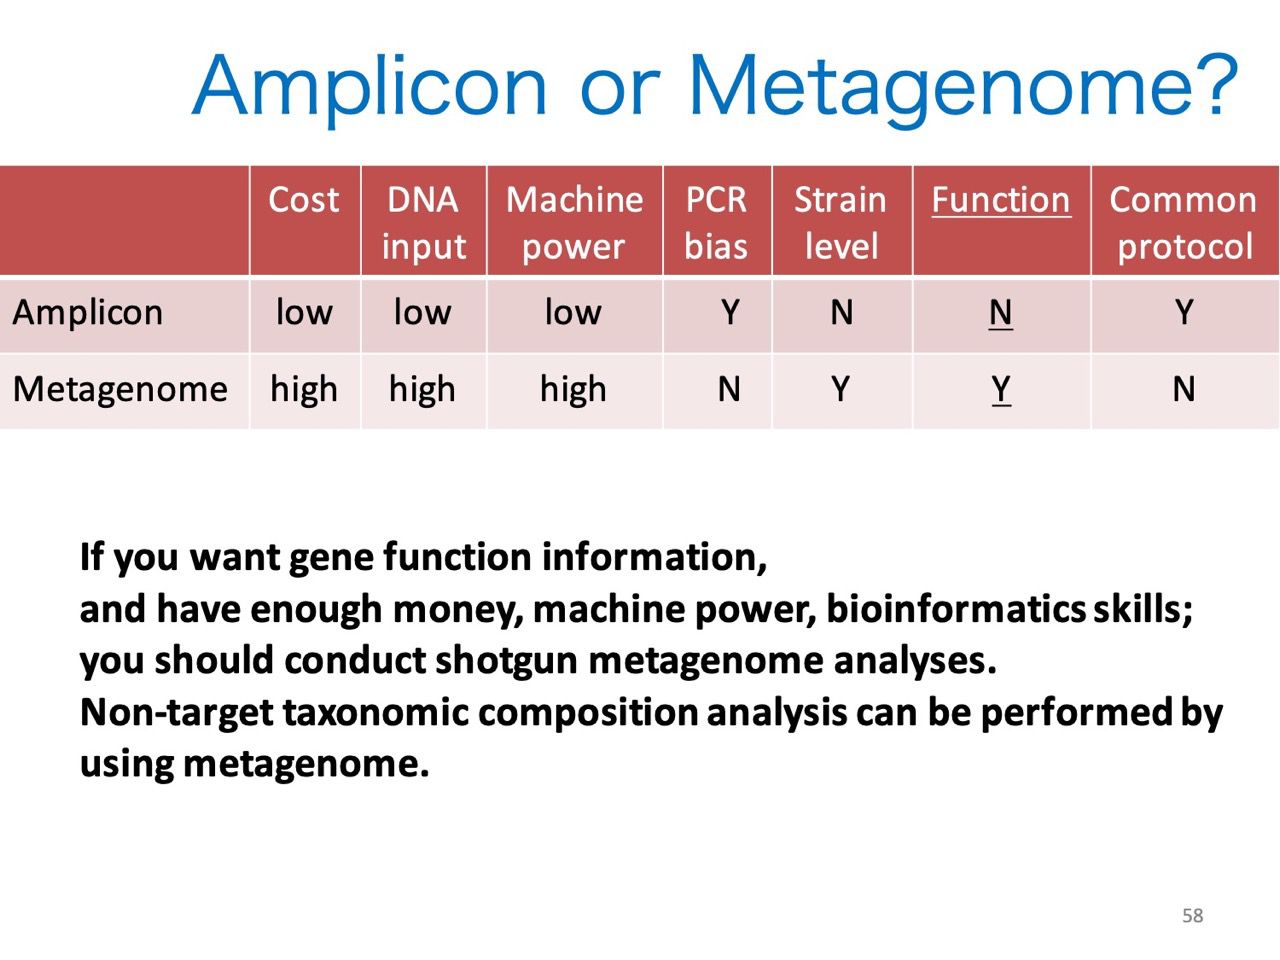 Amplicon or Metagenome?
Cost DNA input Machine power PCR bias Strain level Function Common protocol
Amplicon low low low Y N N Y
Metagenome high high high N Y Y N
If you want gene function information,
and have enough money, machine power, bioinformatics skills;
you should conduct shotgun metagenome analyses.
Non-target taxonomic composition analysis can be performed by
using metagenome.
58